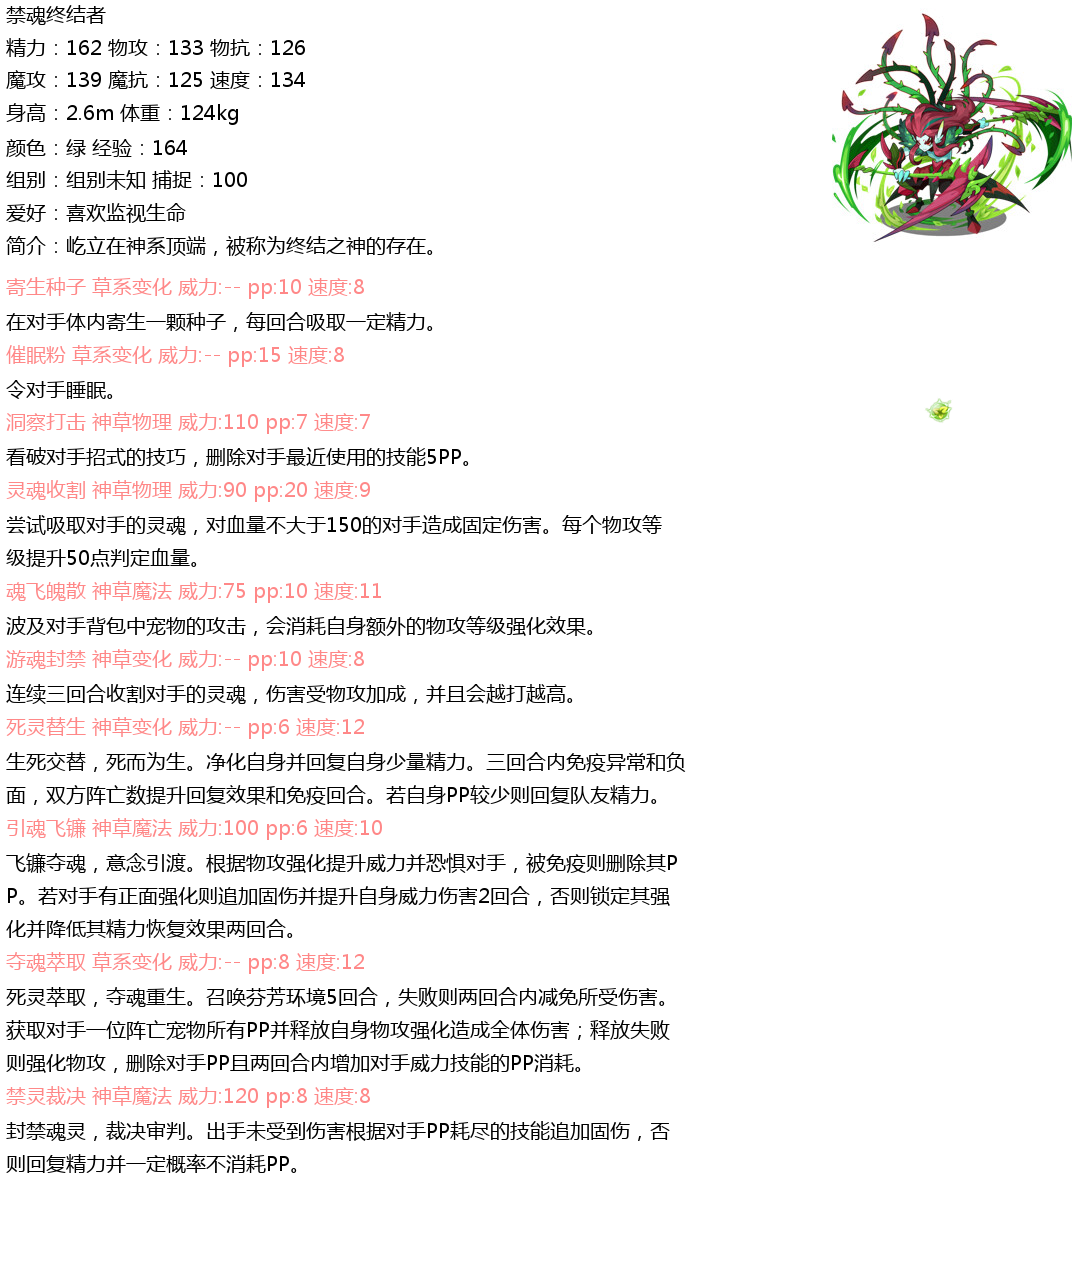 禁魂终结者
精力：162 物攻：133 物抗：126
魔攻：139 魔抗：125 速度：134
身高：2.6m 体重：124kg
颜色：绿 经验：164
组别：组别未知 捕捉：100
爱好：喜欢监视生命
简介：屹立在神系顶端，被称为终结之神的存在。
寄生种子 草系变化 威力:-- pp:10 速度:8
在对手体内寄生一颗种子，每回合吸取一定精力。
催眠粉 草系变化 威力:-- pp:15 速度:8
令对手睡眠。
洞察打击 神草物理 威力:110 pp:7 速度:7
看破对手招式的技巧，删除对手最近使用的技能5PP。
灵魂收割 神草物理 威力:90 pp:20 速度:9
尝试吸取对手的灵魂，对血量不大于150的对手造成固定伤害。每个物攻等
级提升50点判定血量。
魂飞魄散 神草魔法 威力:75 pp:10 速度:11
波及对手背包中宠物的攻击，会消耗自身额外的物攻等级强化效果。
游魂封禁 神草变化 威力:-- pp:10 速度:8
连续三回合收割对手的灵魂，伤害受物攻加成，并且会越打越高。
死灵替生 神草变化 威力:-- pp:6 速度:12
生死交替，死而为生。净化自身并回复自身少量精力。三回合内免疫异常和负
面，双方阵亡数提升回复效果和免疫回合。若自身PP较少则回复队友精力。
引魂飞镰 神草魔法 威力:100 pp:6 速度:10
飞镰夺魂，意念引渡。根据物攻强化提升威力并恐惧对手，被免疫则删除其P
P。若对手有正面强化则追加固伤并提升自身威力伤害2回合，否则锁定其强
化并降低其精力恢复效果两回合。
夺魂萃取 草系变化 威力:-- pp:8 速度:12
死灵萃取，夺魂重生。召唤芬芳环境5回合，失败则两回合内减免所受伤害。
获取对手一位阵亡宠物所有PP并释放自身物攻强化造成全体伤害；释放失败
则强化物攻，删除对手PP且两回合内增加对手威力技能的PP消耗。
禁灵裁决 神草魔法 威力:120 pp:8 速度:8
封禁魂灵，裁决审判。出手未受到伤害根据对手PP耗尽的技能追加固伤，否
则回复精力并一定概率不消耗PP。